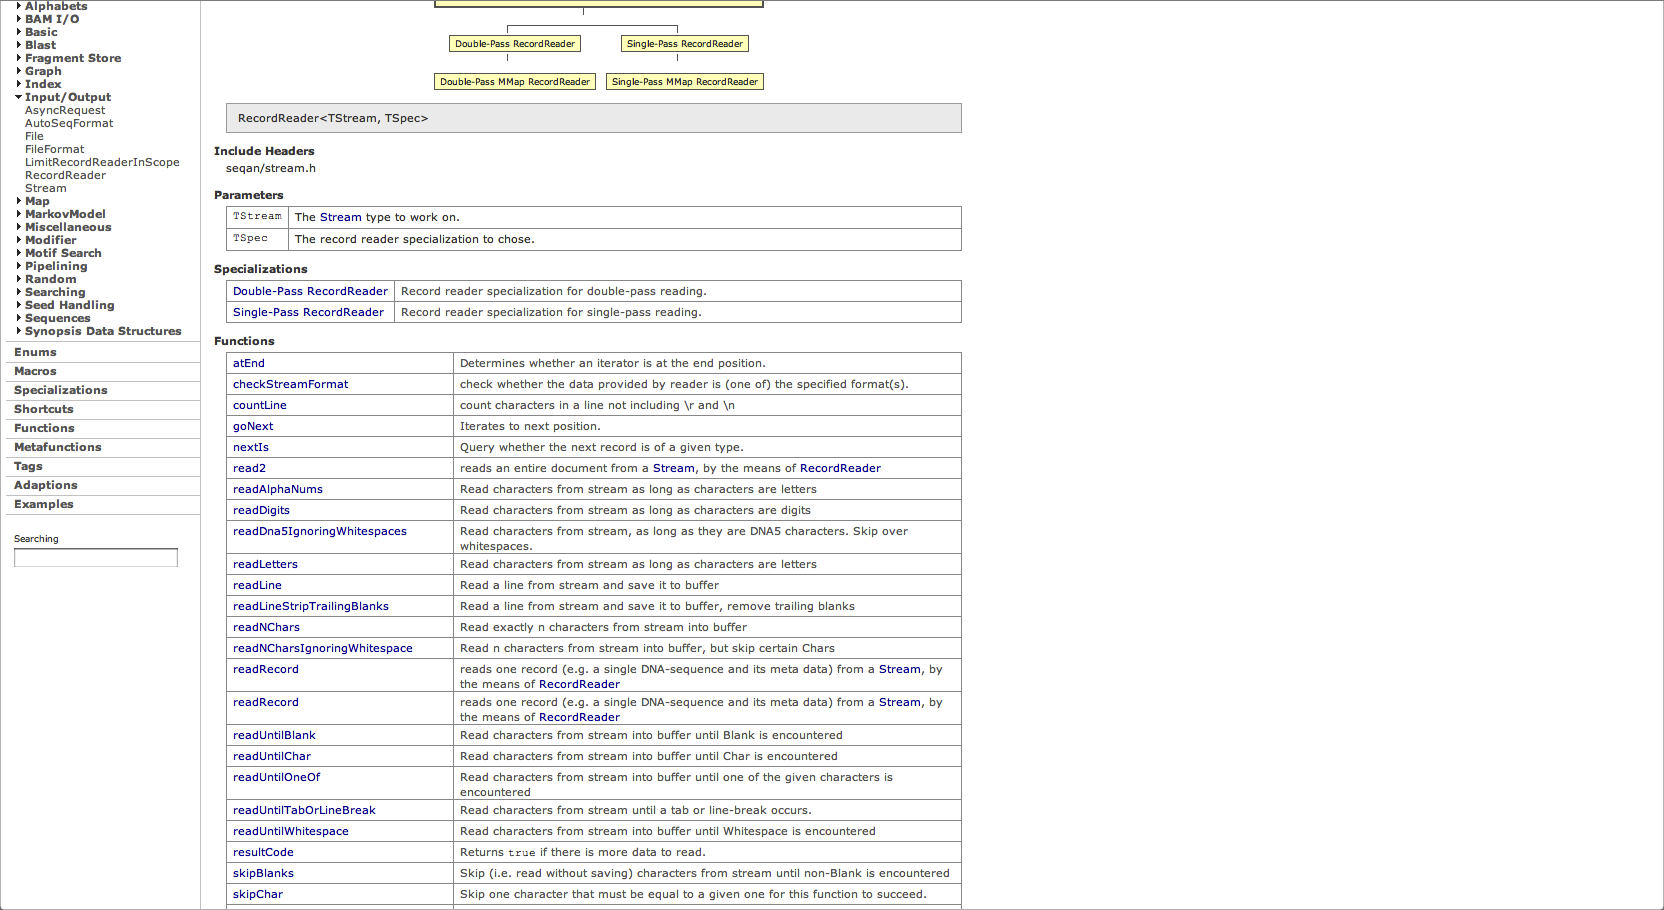 Alphabets
BAM I/O
Basic
Blast
Fragment Store
Graph
Index
Input/Output
AsyncRequest
AutoSeqFormat
File
FileFormat
LimitRecordReaderInScope
RecordReader
Stream
Map
MarkovModel
Miscellaneous
Modifier
Motif Search
Pipelining
Random
Searching
Seed Handling
Sequences
Synopsis Data Structures
Enums
Macros
Specializations
Shortcuts
Functions
Metafunctions
Tags
Adaptions
Examples
Searching
Double-Pass RecordReader
Single-Pass RecordReader
Double-Pass MMap RecordReader
Single-Pass MMap RecordReader
RecordReader<TStream, TSpec>
Include Headers
seqan/stream.h
Parameters
TStream The Stream type to work on.
TSpec The record reader specialization to chose.
Specializations
Double-Pass RecordReader Record reader specialization for double-pass reading.
Single-Pass RecordReader Record reader specialization for single-pass reading.
Functions
atEnd Determines whether an iterator is at the end position.
checkStreamFormat check whether the data provided by reader is (one of) the specified format(s).
countLine count characters in a line not including \r and \n
goNext Iterates to next position.
nextIs Query whether the next record is of a given type.
read2 reads an entire document from a Stream, by the means of RecordReader
readAlphaNums Read characters from stream as long as characters are letters
readDigits Read characters from stream as long as characters are digits
readDna5IgnoringWhitespaces Read characters from stream, as long as they are DNA5 characters. Skip over
whitespaces.
readLetters Read characters from stream as long as characters are letters
readLine Read a line from stream and save it to buffer
readLineStripTrailingBlanks Read a line from stream and save it to buffer, remove trailing blanks
readNChars Read exactly n characters from stream into buffer
readNCharsIgnoringWhitespace Read n characters from stream into buffer, but skip certain Chars
readRecord reads one record (e.g. a single DNA-sequence and its meta data) from a Stream, by
the means of RecordReader
readRecord reads one record (e.g. a single DNA-sequence and its meta data) from a Stream, by
the means of RecordReader
readUntilBlank Read characters from stream into buffer until Blank is encountered
readUntilChar Read characters from stream into buffer until Char is encountered
readUntilOneOf Read characters from stream into buffer until one of the given characters is
encountered
readUntilTabOrLineBreak Read characters from stream until a tab or line-break occurs.
readUntilWhitespace Read characters from stream into buffer until Whitespace is encountered
resultCode Returns true if there is more data to read.
skipBlanks Skip (i.e. read without saving) characters from stream until non-Blank is encountered
skipChar Skip one character that must be equal to a given one for this function to succeed.